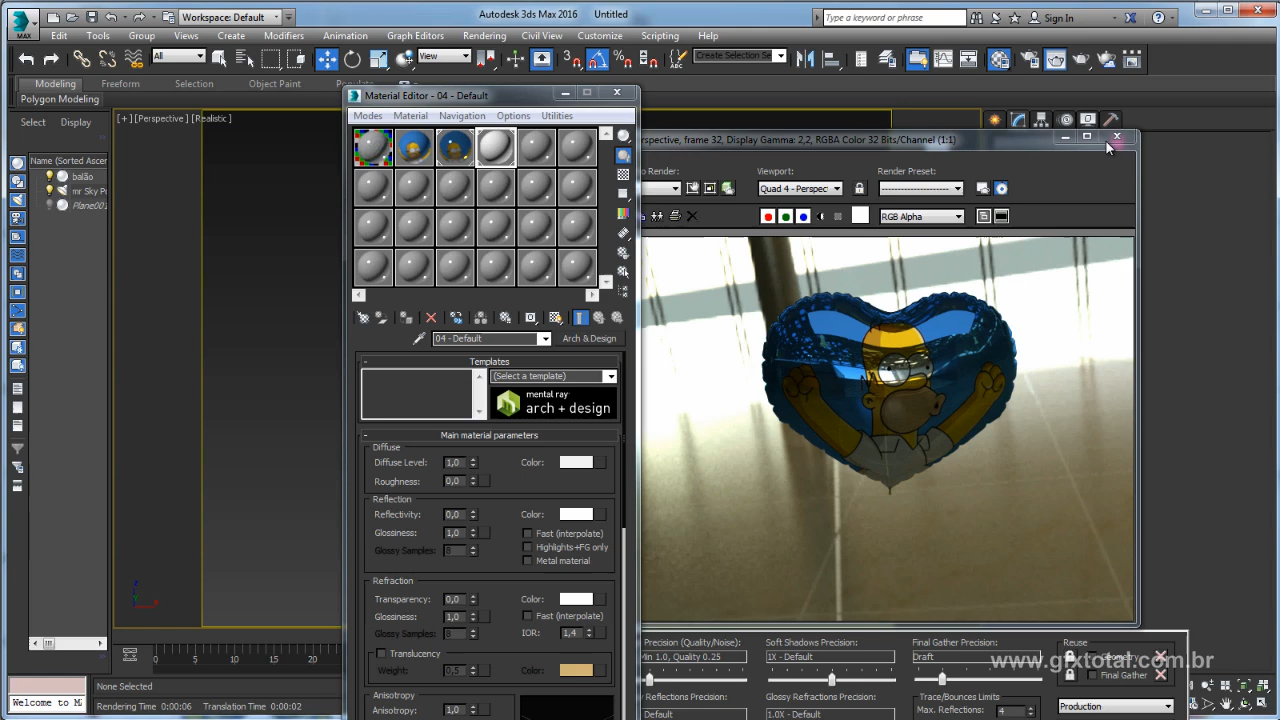 MAX
Workspace: Default
Autodesk 3ds Max 2016 Untitled
Type a keyword or phrase
Sign In
Edit Tools Group Views Create Modifiers Animation Graph Editors Rendering Civil View Customize Scripting Help
All
View
Create Selection Se
Modeling Freeform Selection Object Paint Populate
Polygon Modeling
Select Display
Name (Sorted Ascen
balão
mr Sky P
Plane001
[+] [Perspective] [Realistic]
Material Editor - 04 - Default
Modes Material Navigation Options Utilities
04 - Default
Arch & Design
Templates
(Select a template)
mental ray
arch + design
Main material parameters
Diffuse
Diffuse Level: 1,0 Color:
Roughness: 0,0
Reflection
Reflectivity: 0,0 Color:
Glossiness: 1,0 Fast (interpolate)
Glossy Samples: 8 Highlights+FG only
Metal material
Refraction
Transparency: 0,0 Color:
Glossiness: 1,0 Fast (interpolate)
Glossy Samples: 8 IOR: 1,4
Translucency
Weight: 0,5 Color:
Anisotropy
Anisotropy: 1,0
rspective, frame 32, Display Gamma: 2,2, RGBA Color 32 Bits/Channel (1:1)
o Render: Viewport: Render Preset:
Quad 4 - Perspec --------------------
RGB Alpha
Precision (Quality/Noise): Soft Shadows Precision: Final Gather Precision: Reuse
Min 1.0, Quality 0.25 1X - Default Draft
Geometry
Final Gather
www.gfxtotal.com.br
Reflections Precision: Glossy Refractions Precision: Trace/Bounces Limits
Default 1.0X - Default Max. Reflections: 4
Production
0 5 10 15 20
None Selected
Welcome to M
Rendering Time 0:00:06 Translation Time 0:00:02